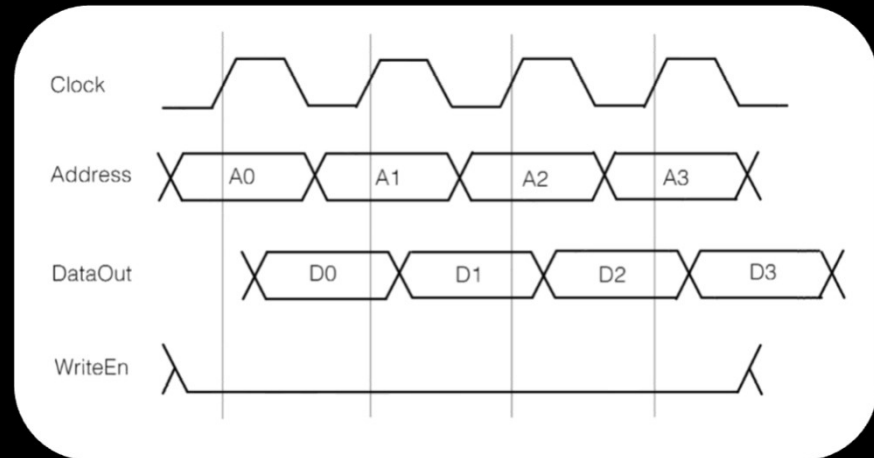 Clock
Address A0 A1 A2 A3
DataOut D0 D1 D2 D3
WriteEn